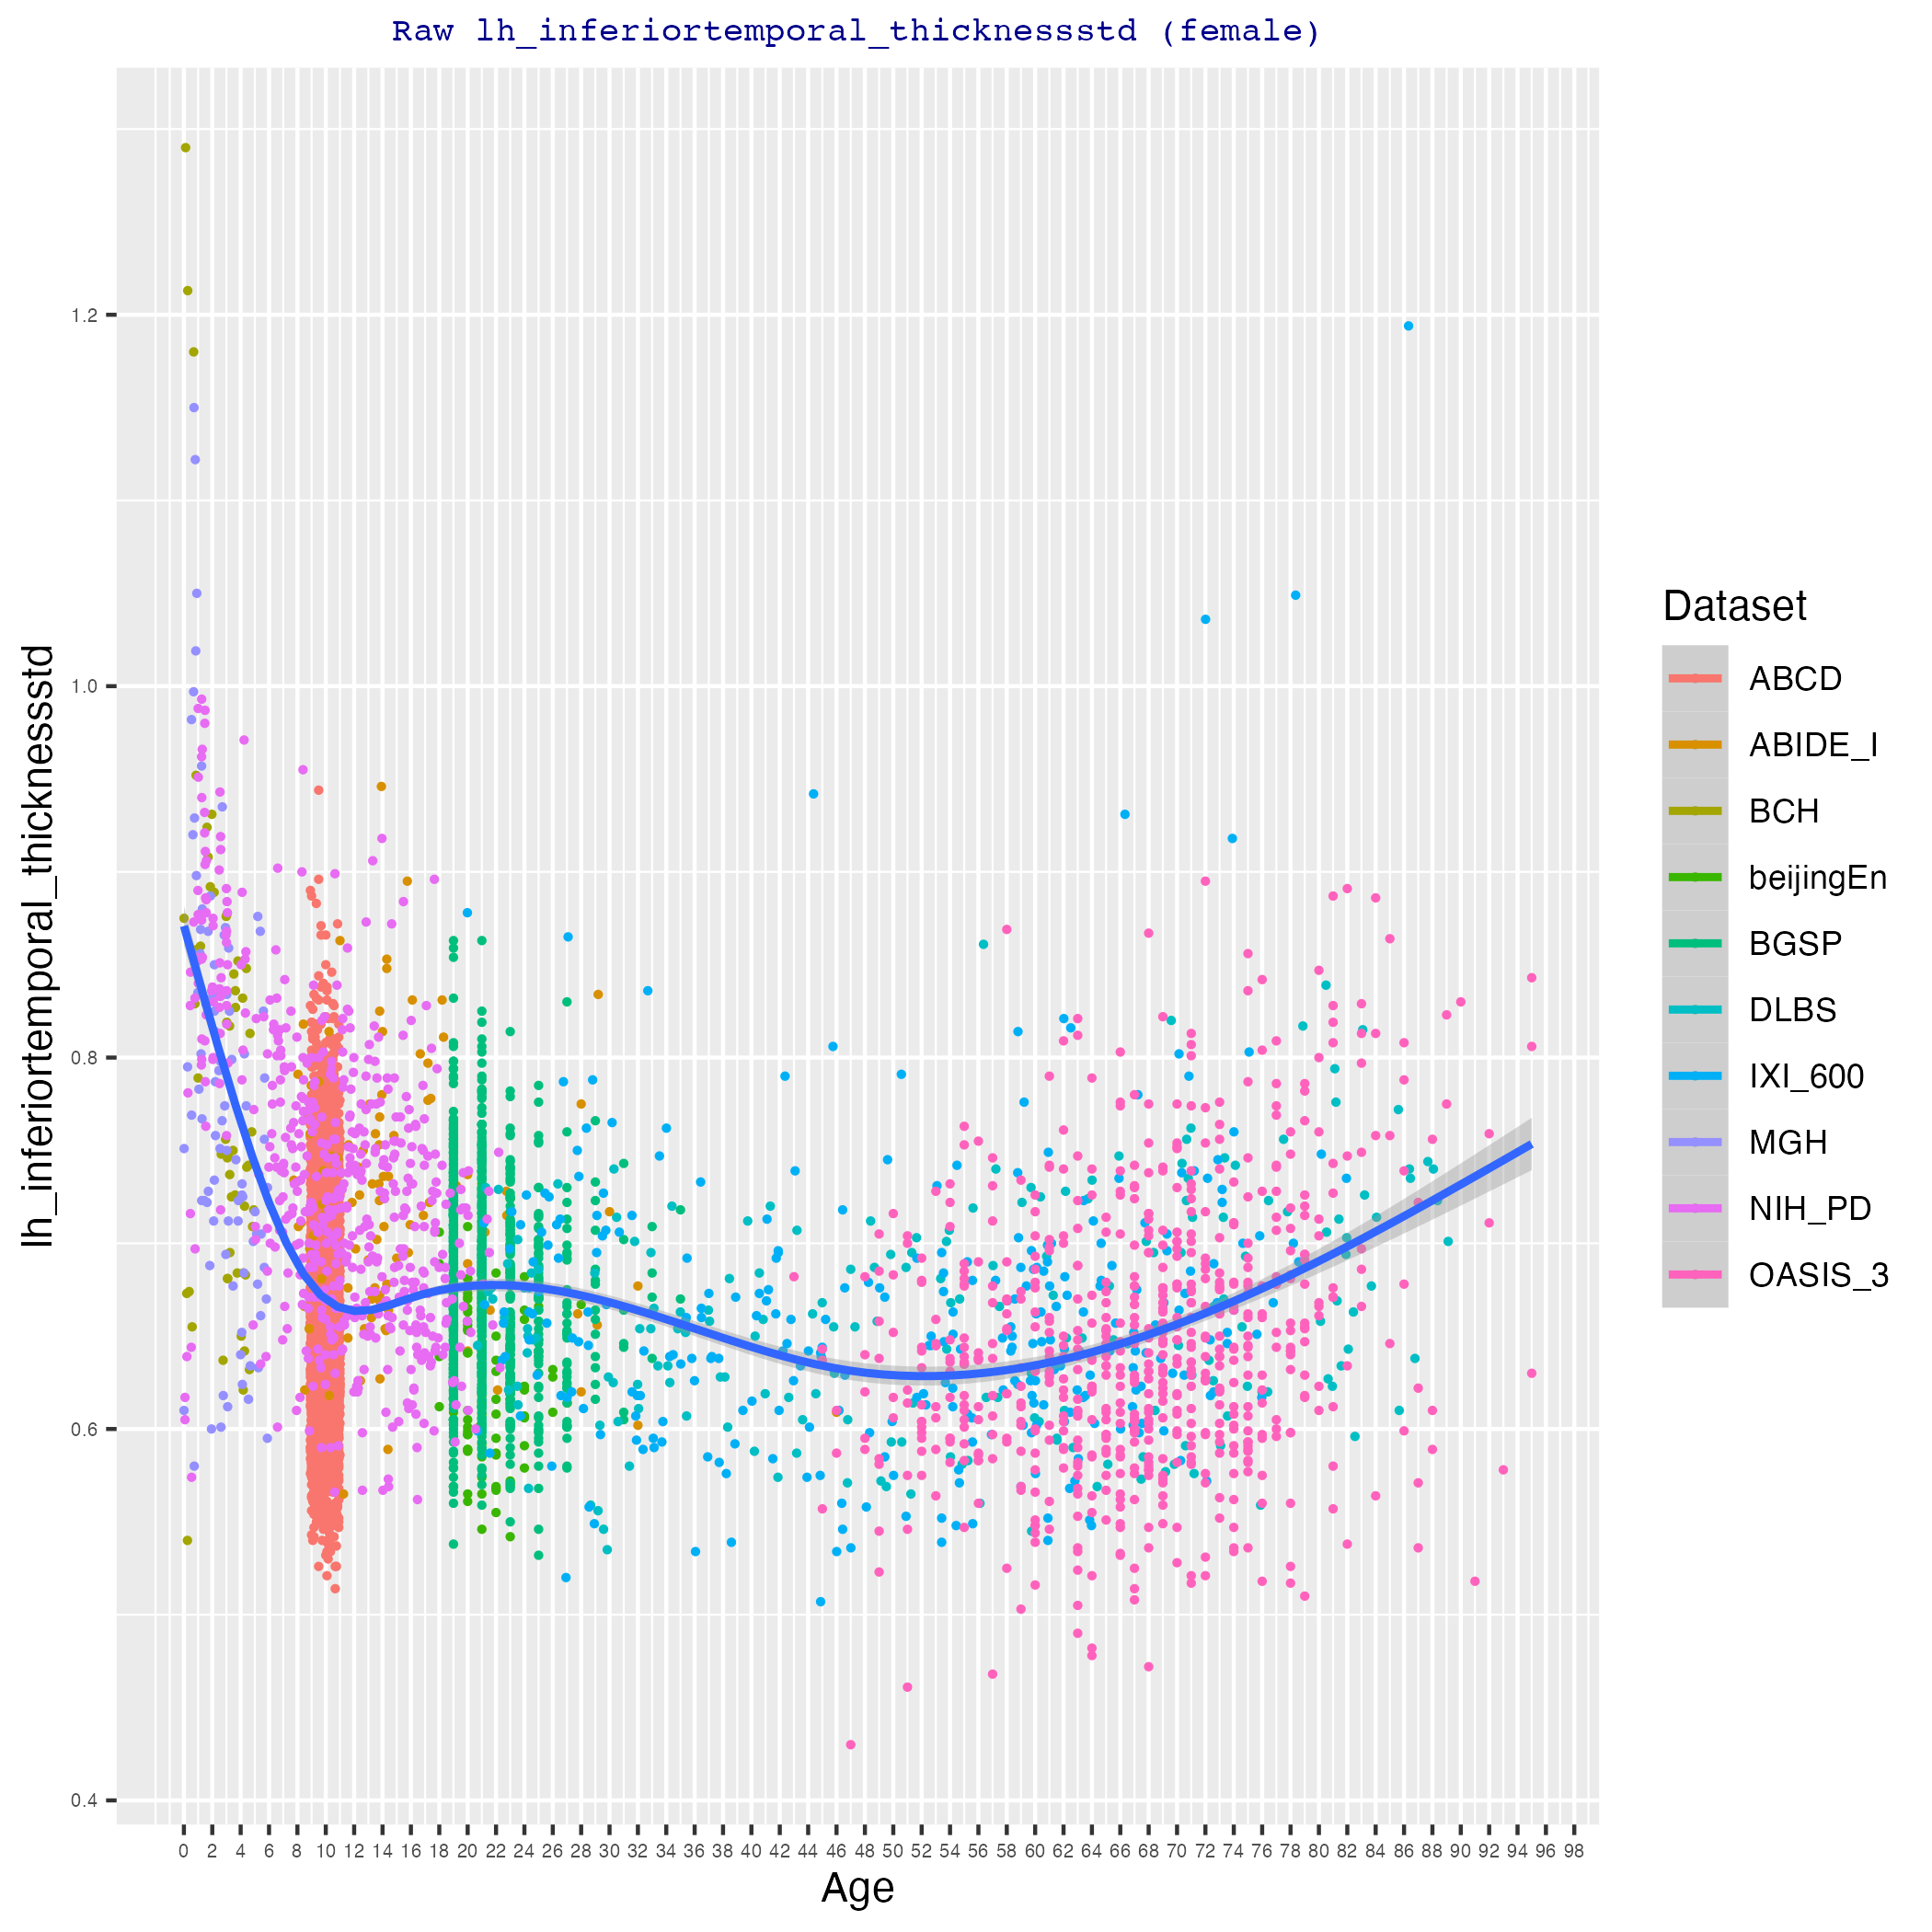 Raw lh_inferiortemporal_thicknessstd (female)
lh_inferiortemporal_thicknessstd
1.2
1.0
0.8
0.6
0.4
0 2 4 6 8 10 12 14 16 18 20 22 24 26 28 30 32 34 36 38 40 42 44 46 48 50 52 54 56 58 60 62 64 66 68 70 72 74 76 78 80 82 84 86 88 90 92 94 96 98
Age
Dataset
ABCD
ABIDE_I
BCH
beijingEn
BGSP
DLBS
IXI_600
MGH
NIH_PD
OASIS_3